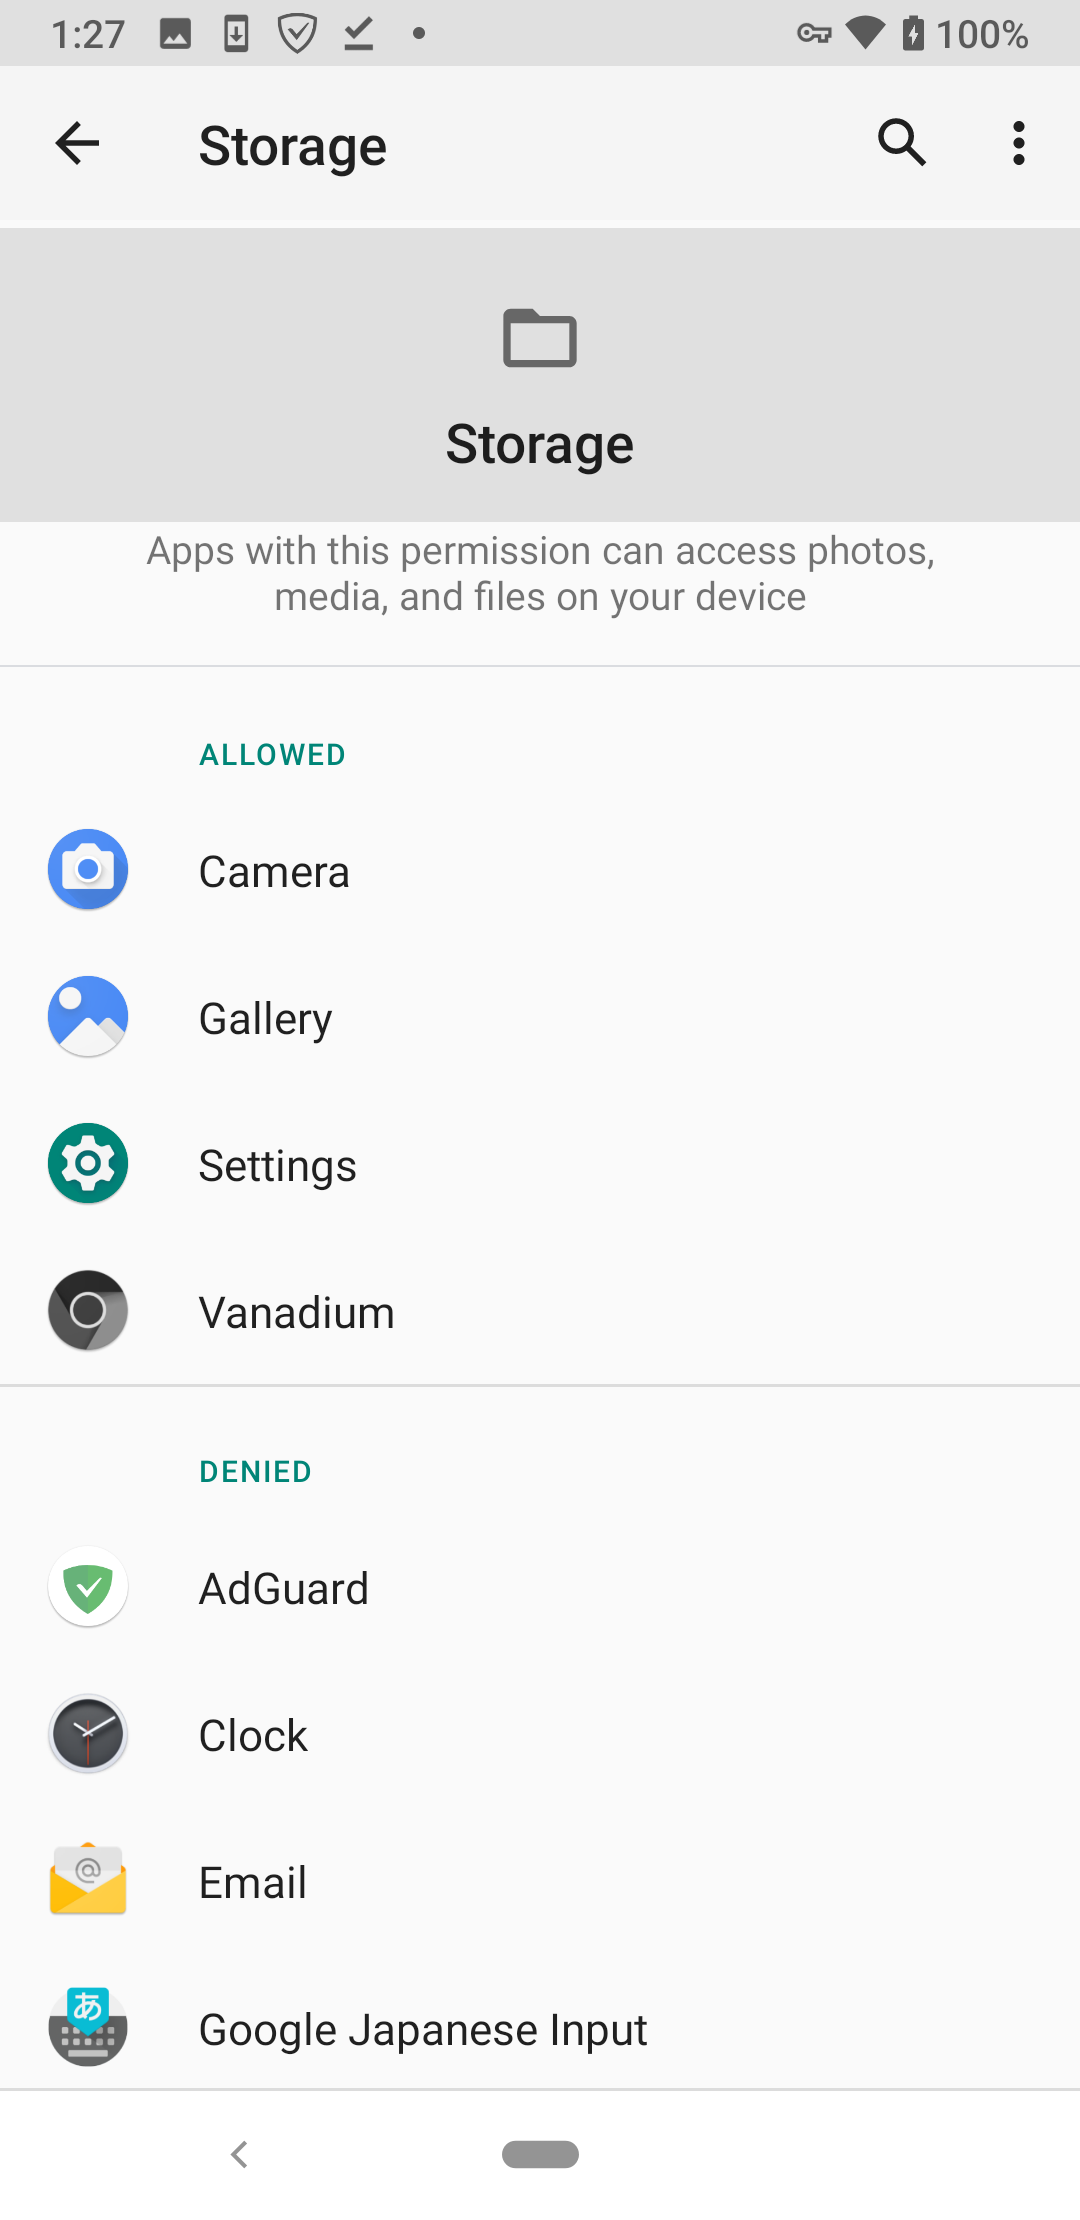 1:27
100%
Storage
Storage
Apps with this permission can access photos,
media, and files on your device
ALLOWED
Camera
Gallery
Settings
Vanadium
DENIED
AdGuard
Clock
@
Email
あ
Google Japanese Input